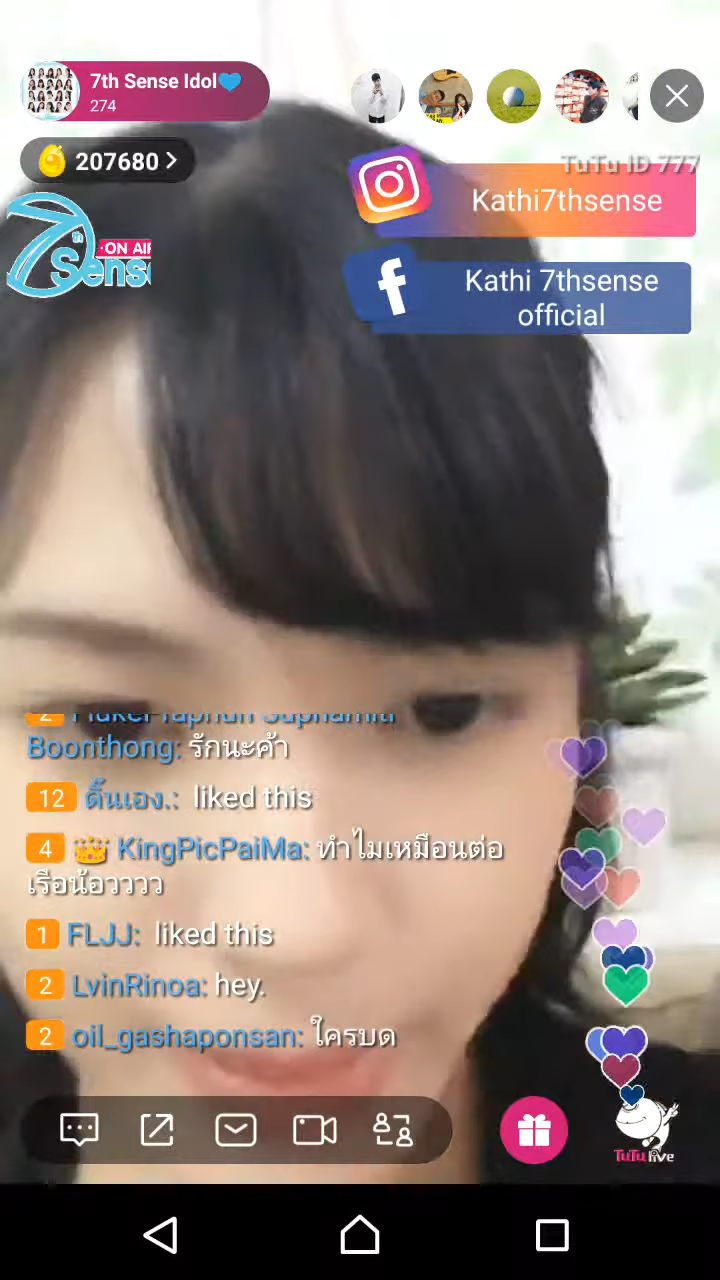 7th Sense Idol💙
274
207680
TuTu ID 777
Kathi7thsense
7th Sense
·ON AIR
Kathi 7thsense
official
Boonthong: รักนะค้า
12 ดิ๊นเอง.: liked this
4 👑 KingPicPaiMa: ทำไมเหมือนต่อ
เรือน้อวววว
1 FLJJ: liked this
2 LvinRinoa: hey.
2 oil_gashaponsan: ใครบด
TuTu live